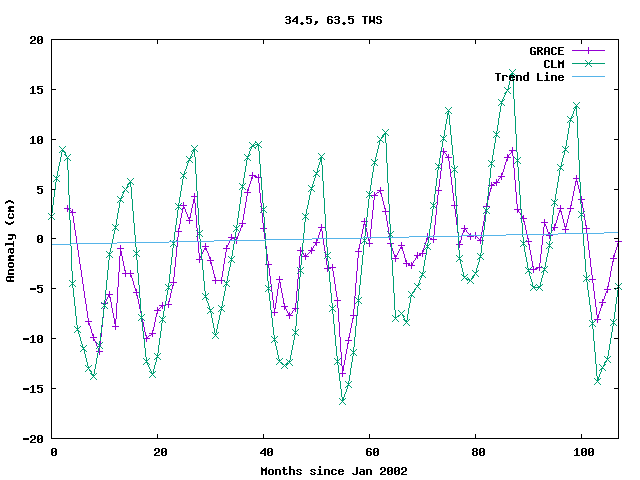 34.5, 63.5 TWS
GRACE
CLM
Trend Line
20
15
10
5
0
-5
-10
-15
-20
Anomaly (cm)
0 20 40 60 80 100
Months since Jan 2002